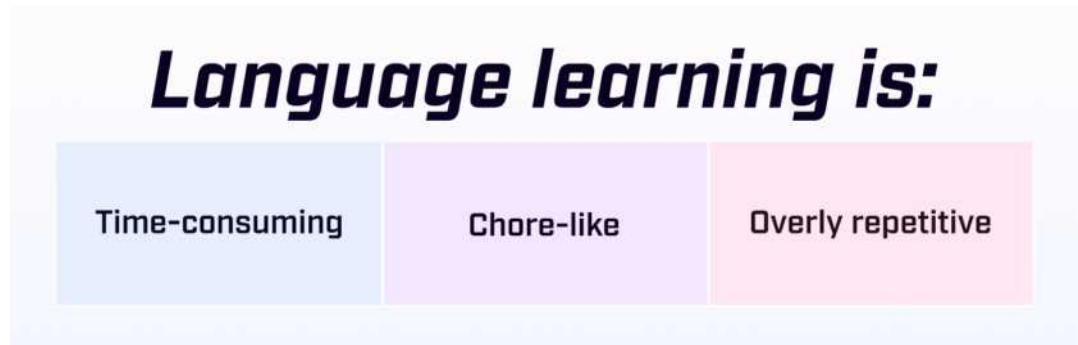 Language learning is:
Time-consuming
Chore-like
Overly repetitive